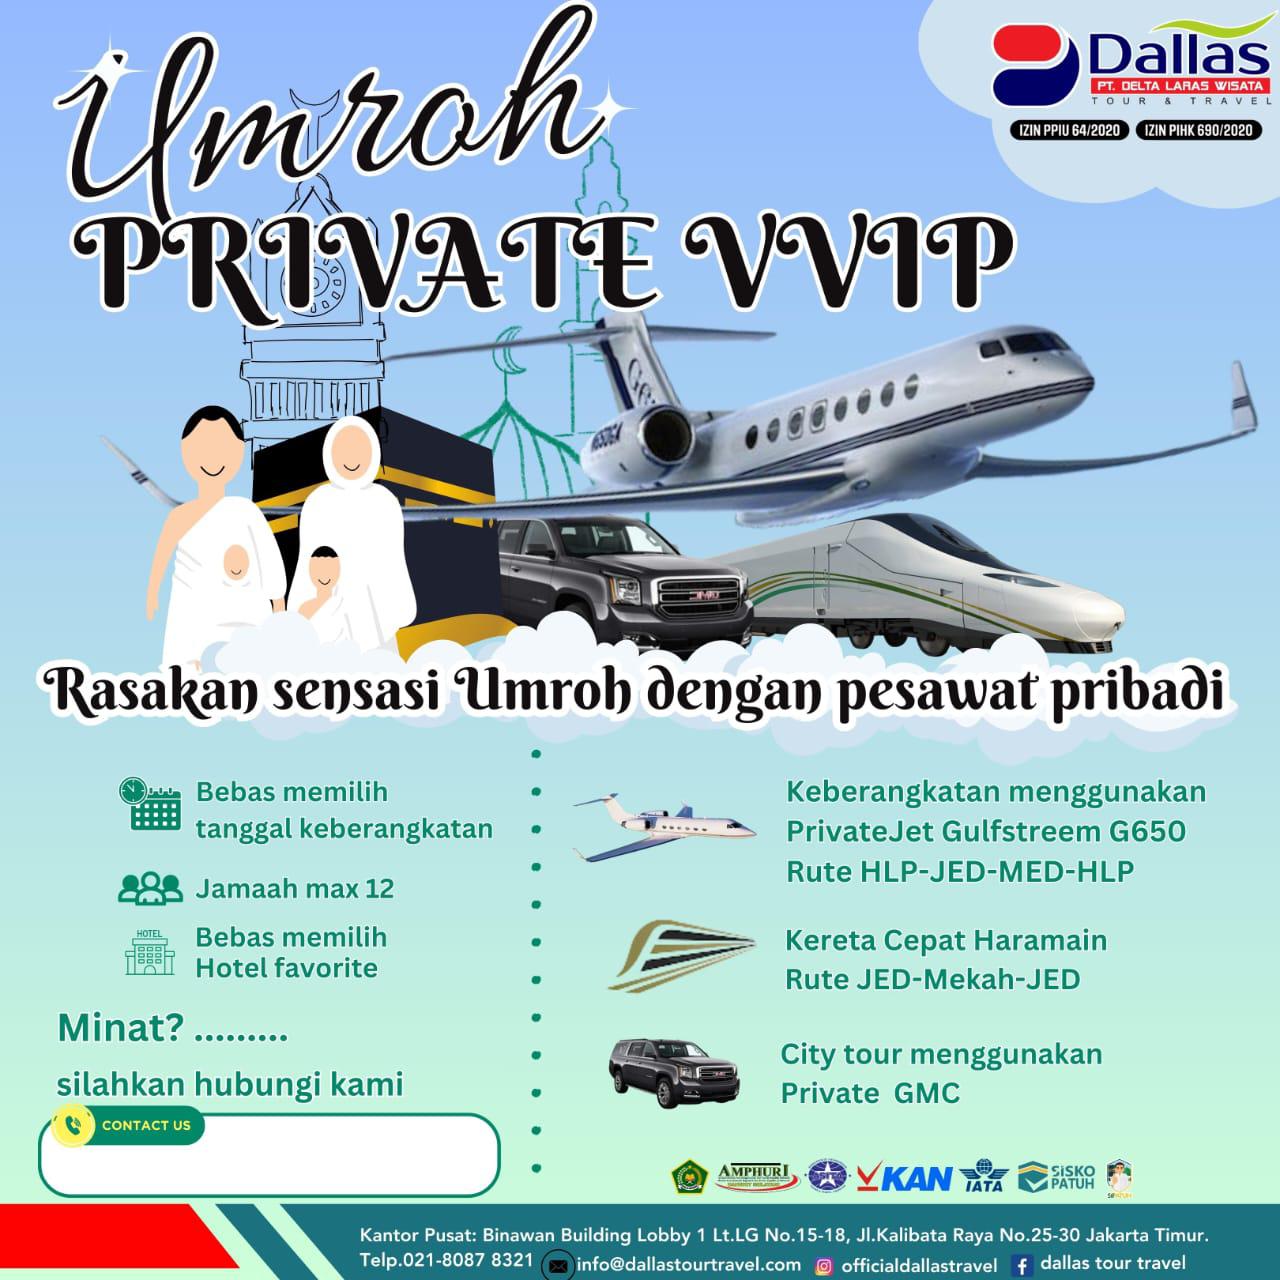 Umroh
PRIVATE VVIP
Dallas
PT. DELTA LARAS WISATA
TOUR & TRAVEL
IZIN PPIU 64/2020
IZIN PIHK 690/2020
Rasakan sensasi Umroh dengan pesawat pribadi
Bebas memilih
tanggal keberangkatan
Jamaah max 12
HOTEL
Bebas memilih
Hotel favorite
Minat? .........
silahkan hubungi kami
CONTACT US
Keberangkatan menggunakan
PrivateJet Gulfstreem G650
Rute HLP-JED-MED-HLP
Kereta Cepat Haramain
Rute JED-Mekah-JED
City tour menggunakan
Private GMC
AMPHURI
KAN
IATA
SISKO
PATUH
Kantor Pusat: Binawan Building Lobby 1 Lt.LG No.15-18, Jl.Kalibata Raya No.25-30 Jakarta Timur.
Telp.021-8087 8321 info@dallastourtravel.com officialdallastravel dallas tour travel